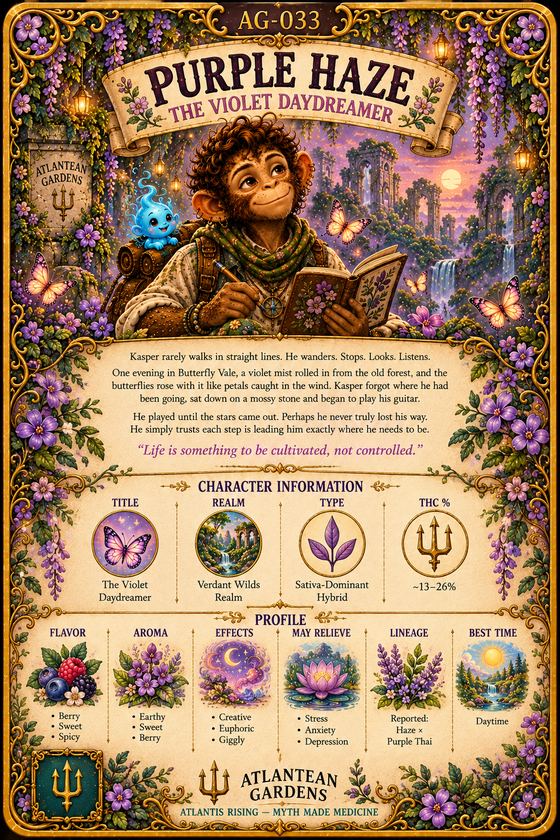 AG-033
PURPLE HAZE
THE VIOLET DAYDREAMER
ATLANTEAN
GARDENS
Kasper rarely walks in straight lines. He wanders. Stops. Looks. Listens.
One evening in Butterfly Vale, a violet mist rolled in from the old forest, and the
butterflies rose with it like petals caught in the wind. Kasper forgot where he had
been going, sat down on a mossy stone and began to play his guitar.
He played until the stars came out. Perhaps he never truly lost his way.
He simply trusts each step is leading him exactly where he needs to be.
“Life is something to be cultivated, not controlled.”
CHARACTER INFORMATION
TITLE
The Violet
Daydreamer
REALM
Verdant Wilds
Realm
TYPE
Sativa-Dominant
Hybrid
THC %
~13–26%
PROFILE
FLAVOR
• Berry
• Sweet
• Spicy
AROMA
• Earthy
• Sweet
• Berry
EFFECTS
• Creative
• Euphoric
• Giggly
MAY RELIEVE
• Stress
• Anxiety
• Depression
LINEAGE
Reported:
Haze ×
Purple Thai
BEST TIME
Daytime
ATLANTEAN
GARDENS
ATLANTIS RISING — MYTH MADE MEDICINE